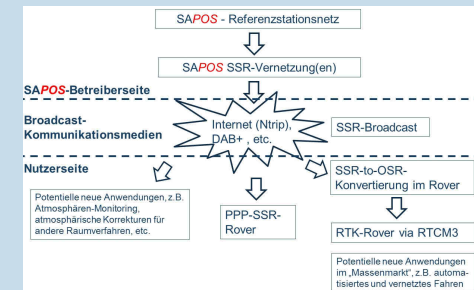 SAPOS - Referenzstationsnetz
SAPOS SSR-Vernetzung(en)
SAPOS-Betreiberseite
Broadcast-
Kommunikationsmedien
Internet (Ntrip),
DAB+ , etc.
SSR-Broadcast
Nutzerseite
SSR-to-OSR-
Konvertierung im Rover
Potentielle neue Anwendungen, z.B.
Atmosphären-Monitoring,
atmosphärische Korrekturen für
andere Raumverfahren, etc.
PPP-SSR-
Rover
RTK-Rover via RTCM3
Potentielle neue Anwendungen
im „Massenmarkt“, z.B. automa-
tisiertes und vernetztes Fahren